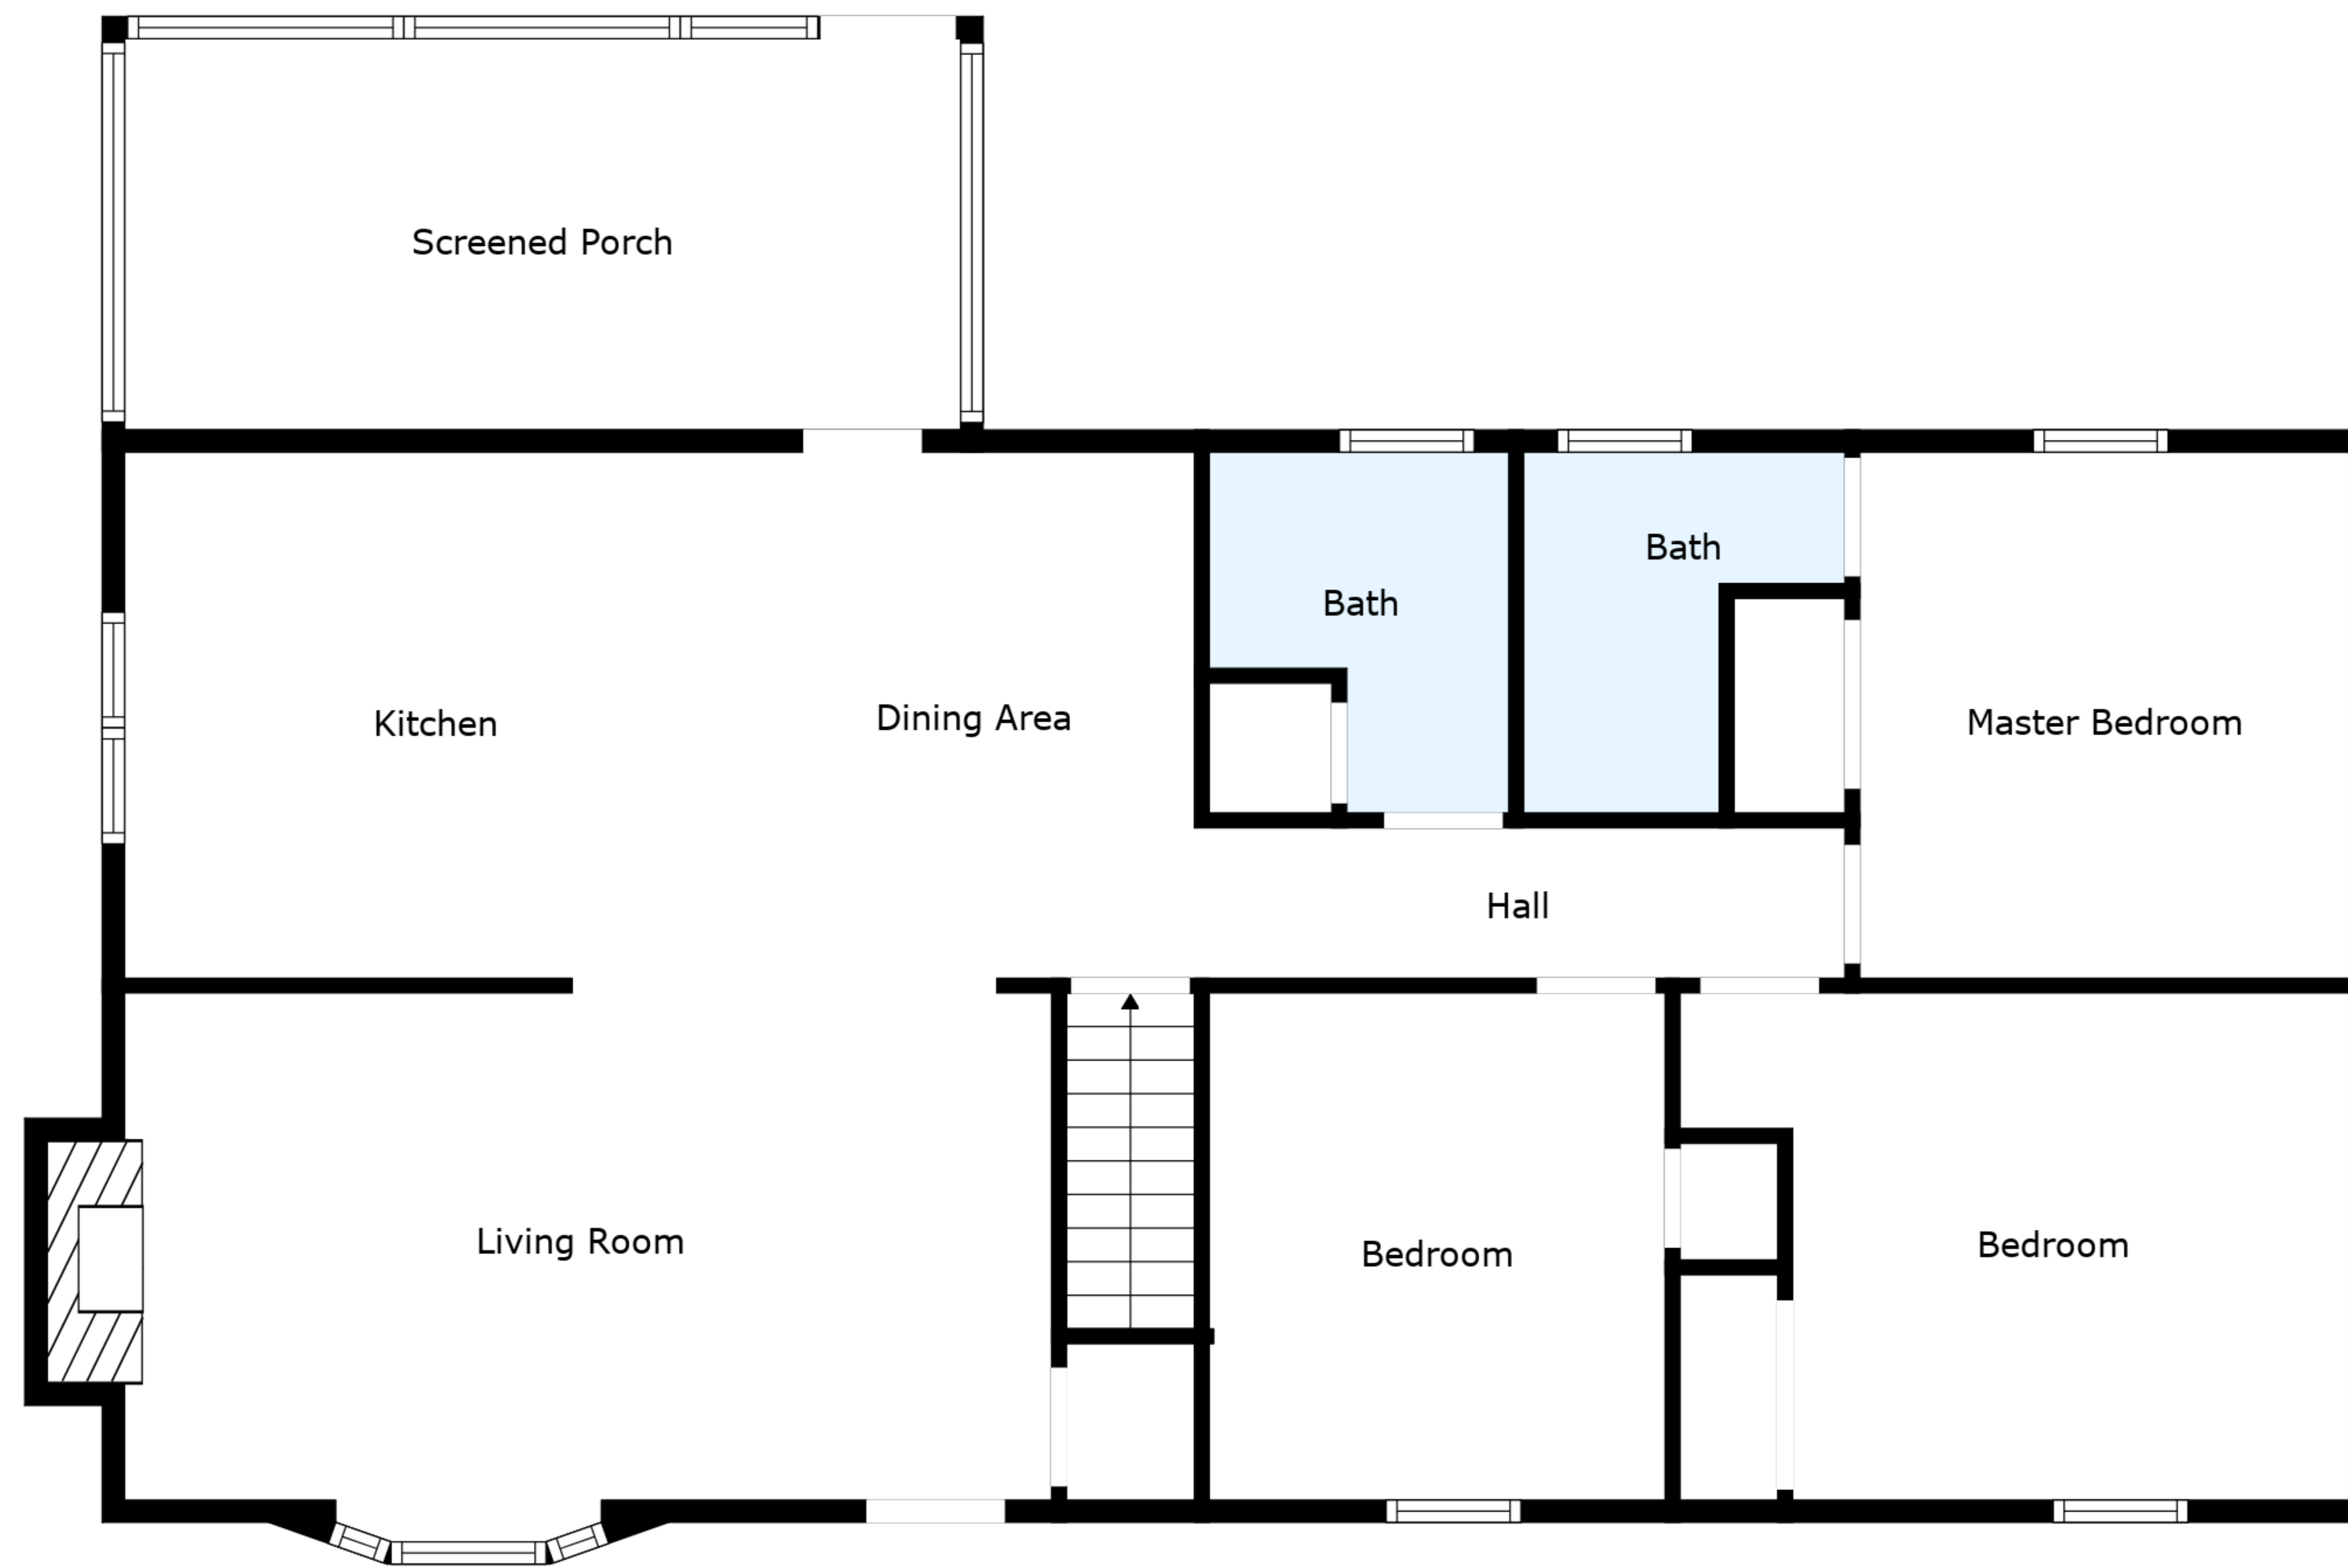 Screened Porch
Bath
Bath
Kitchen
Dining Area
Master Bedroom
Hall
Living Room
Bedroom
Bedroom